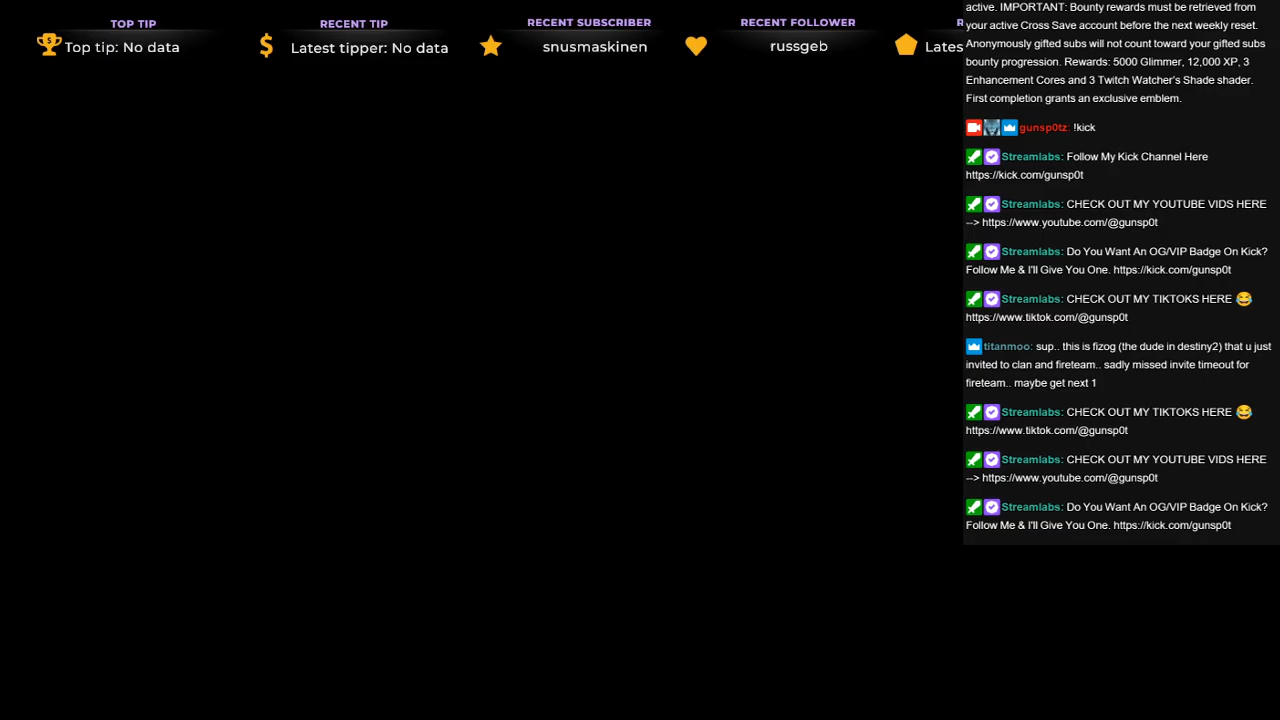 TOP TIP
Top tip: No data
RECENT TIP
Latest tipper: No data
RECENT SUBSCRIBER
snusmaskinen
RECENT FOLLOWER
russgeb
R
Lates
active. IMPORTANT: Bounty rewards must be retrieved from
your active Cross Save account before the next weekly reset.
Anonymously gifted subs will not count toward your gifted subs
bounty progression. Rewards: 5000 Glimmer, 12,000 XP, 3
Enhancement Cores and 3 Twitch Watcher's Shade shader.
First completion grants an exclusive emblem.
gunsp0tz: !kick
Streamlabs: Follow My Kick Channel Here
https://kick.com/gunsp0t
Streamlabs: CHECK OUT MY YOUTUBE VIDS HERE
--> https://www.youtube.com/@gunsp0t
Streamlabs: Do You Want An OG/VIP Badge On Kick?
Follow Me & I'll Give You One. https://kick.com/gunsp0t
Streamlabs: CHECK OUT MY TIKTOKS HERE 😂
https://www.tiktok.com/@gunsp0t
titanmoo: sup.. this is fizog (the dude in destiny2) that u just
invited to clan and fireteam.. sadly missed invite timeout for
fireteam.. maybe get next 1
Streamlabs: CHECK OUT MY TIKTOKS HERE 😂
https://www.tiktok.com/@gunsp0t
Streamlabs: CHECK OUT MY YOUTUBE VIDS HERE
--> https://www.youtube.com/@gunsp0t
Streamlabs: Do You Want An OG/VIP Badge On Kick?
Follow Me & I'll Give You One. https://kick.com/gunsp0t